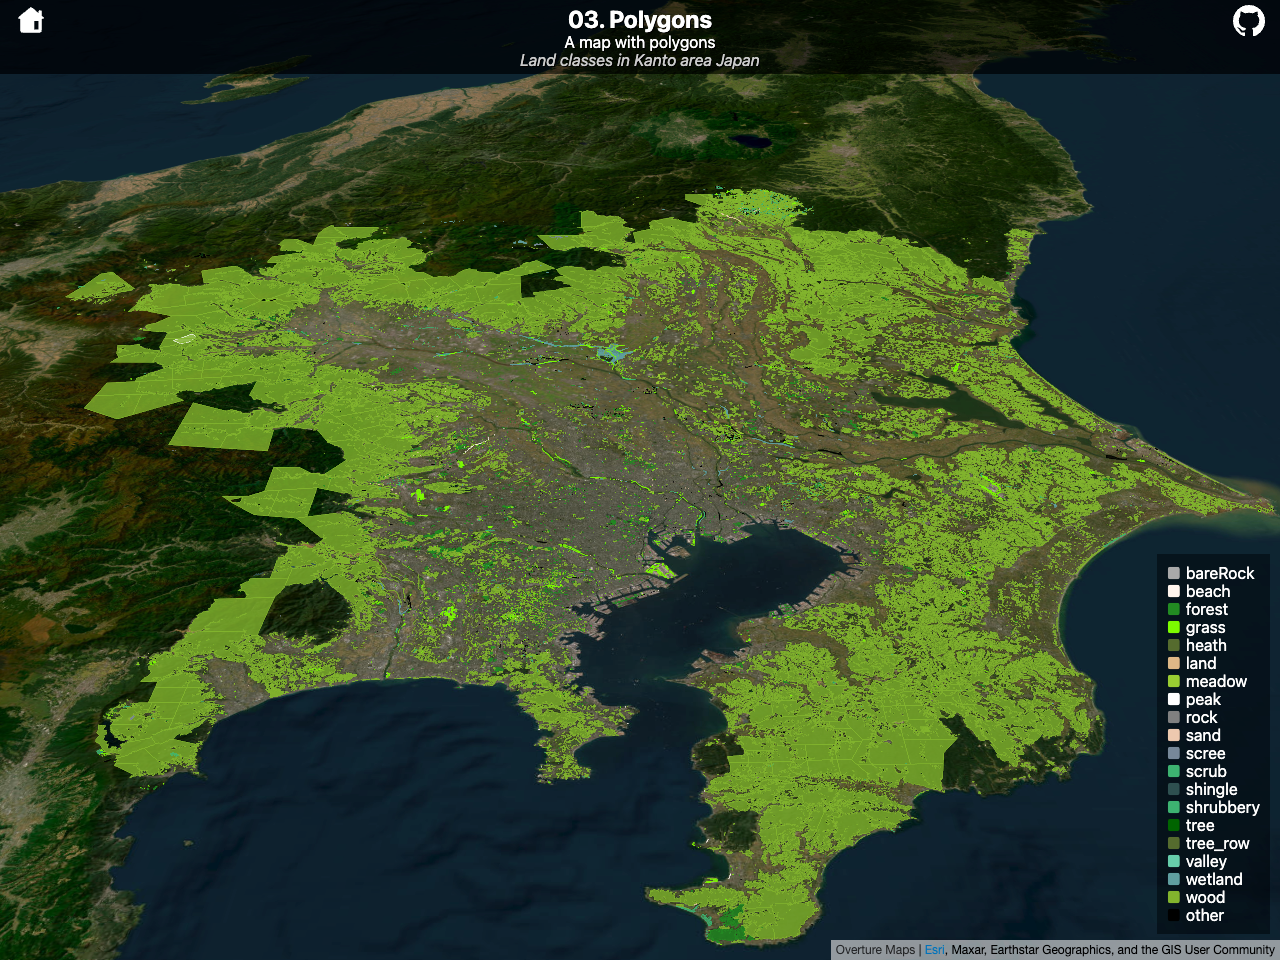 03. Polygons
A map with polygons
Land classes in Kanto area Japan
bareRock
beach
forest
grass
heath
land
meadow
peak
rock
sand
scree
scrub
shingle
shrubbery
tree
tree_row
valley
wetland
wood
other
Overture Maps | Esri, Maxar, Earthstar Geographics, and the GIS User Community